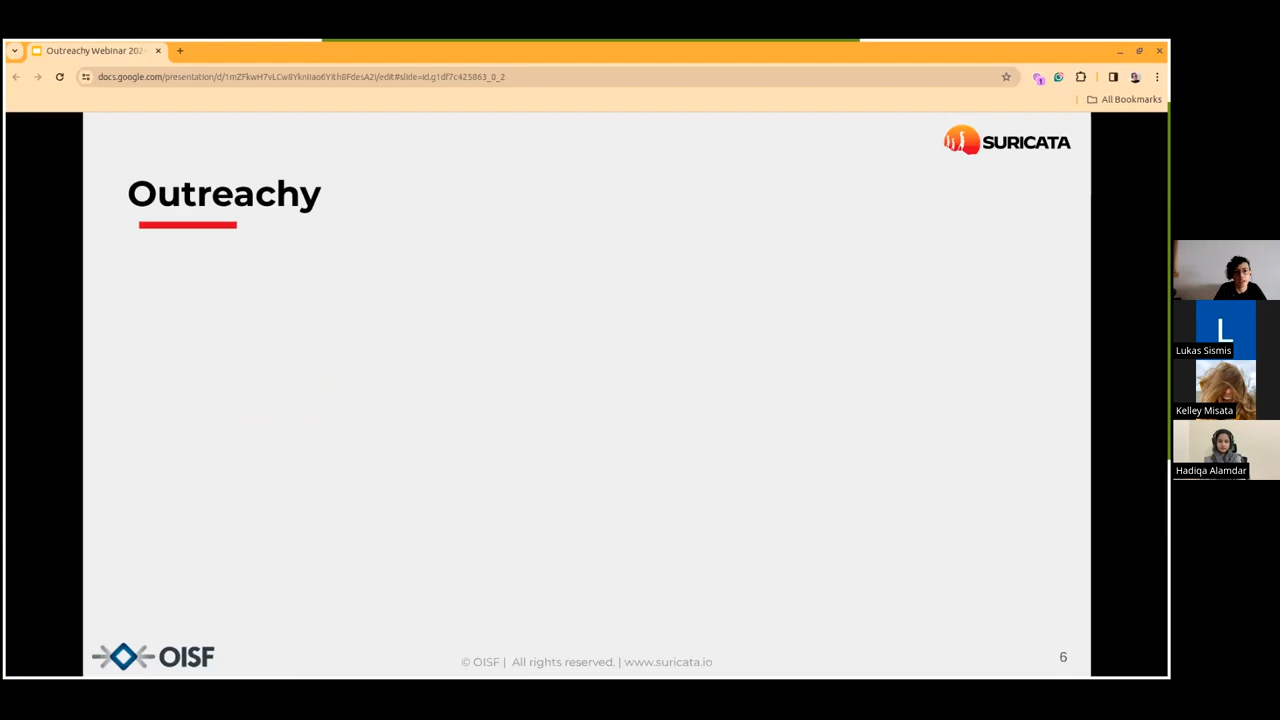 Outreachy Webinar 202
docs.google.com/presentation/d/1mZFkwH7vLCw8YknIIao6YIthBFdesA2I/edit#slide=id.g1df7c425863_0_2
All Bookmarks
SURICATA
Outreachy
L
Lukas Sismis
Kelley Misata
Hadiqa Alamdar
OISF
© OISF | All rights reserved. | www.suricata.io
6